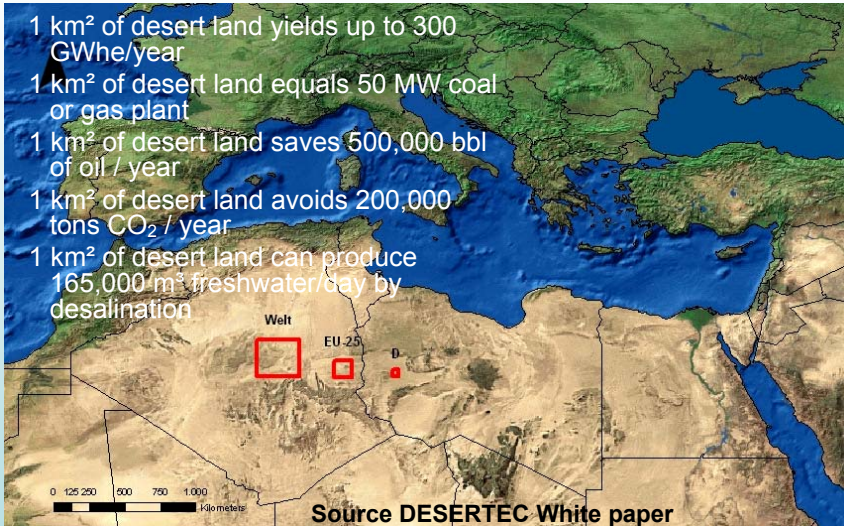 1 km² of desert land yields up to 300
GWhe/year
1 km² of desert land equals 50 MW coal
or gas plant
1 km² of desert land saves 500,000 bbl
of oil / year
1 km² of desert land avoids 200,000
tons CO₂ / year
1 km² of desert land can produce
165,000 m³ freshwater/day by
desalination
Welt
EU-25
D
0 125 250 500 750 1.000
Kilometers
Source DESERTEC White paper